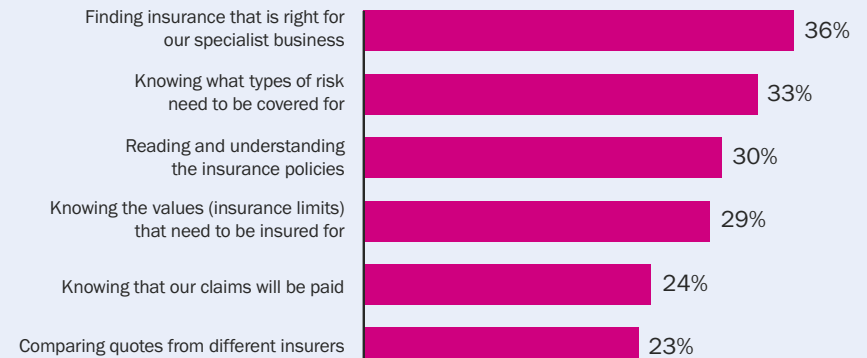 Finding insurance that is right for
our specialist business
36%
Knowing what types of risk
need to be covered for
33%
Reading and understanding
the insurance policies
30%
Knowing the values (insurance limits)
that need to be insured for
29%
Knowing that our claims will be paid
24%
Comparing quotes from different insurers
23%